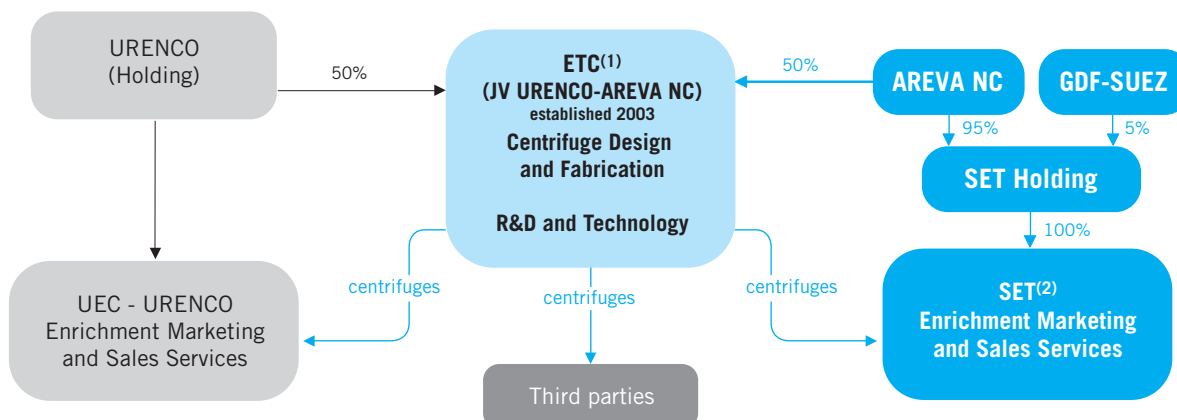 URENCO
(Holding)
50%
ETC(1)
(JV URENCO-AREVA NC)
established 2003
Centrifuge Design
and Fabrication
R&D and Technology
50%
AREVA NC
GDF-SUEZ
95%
5%
SET Holding
100%
UEC - URENCO
Enrichment Marketing
and Sales Services
centrifuges
centrifuges
centrifuges
SET(2)
Enrichment Marketing
and Sales Services
Third parties